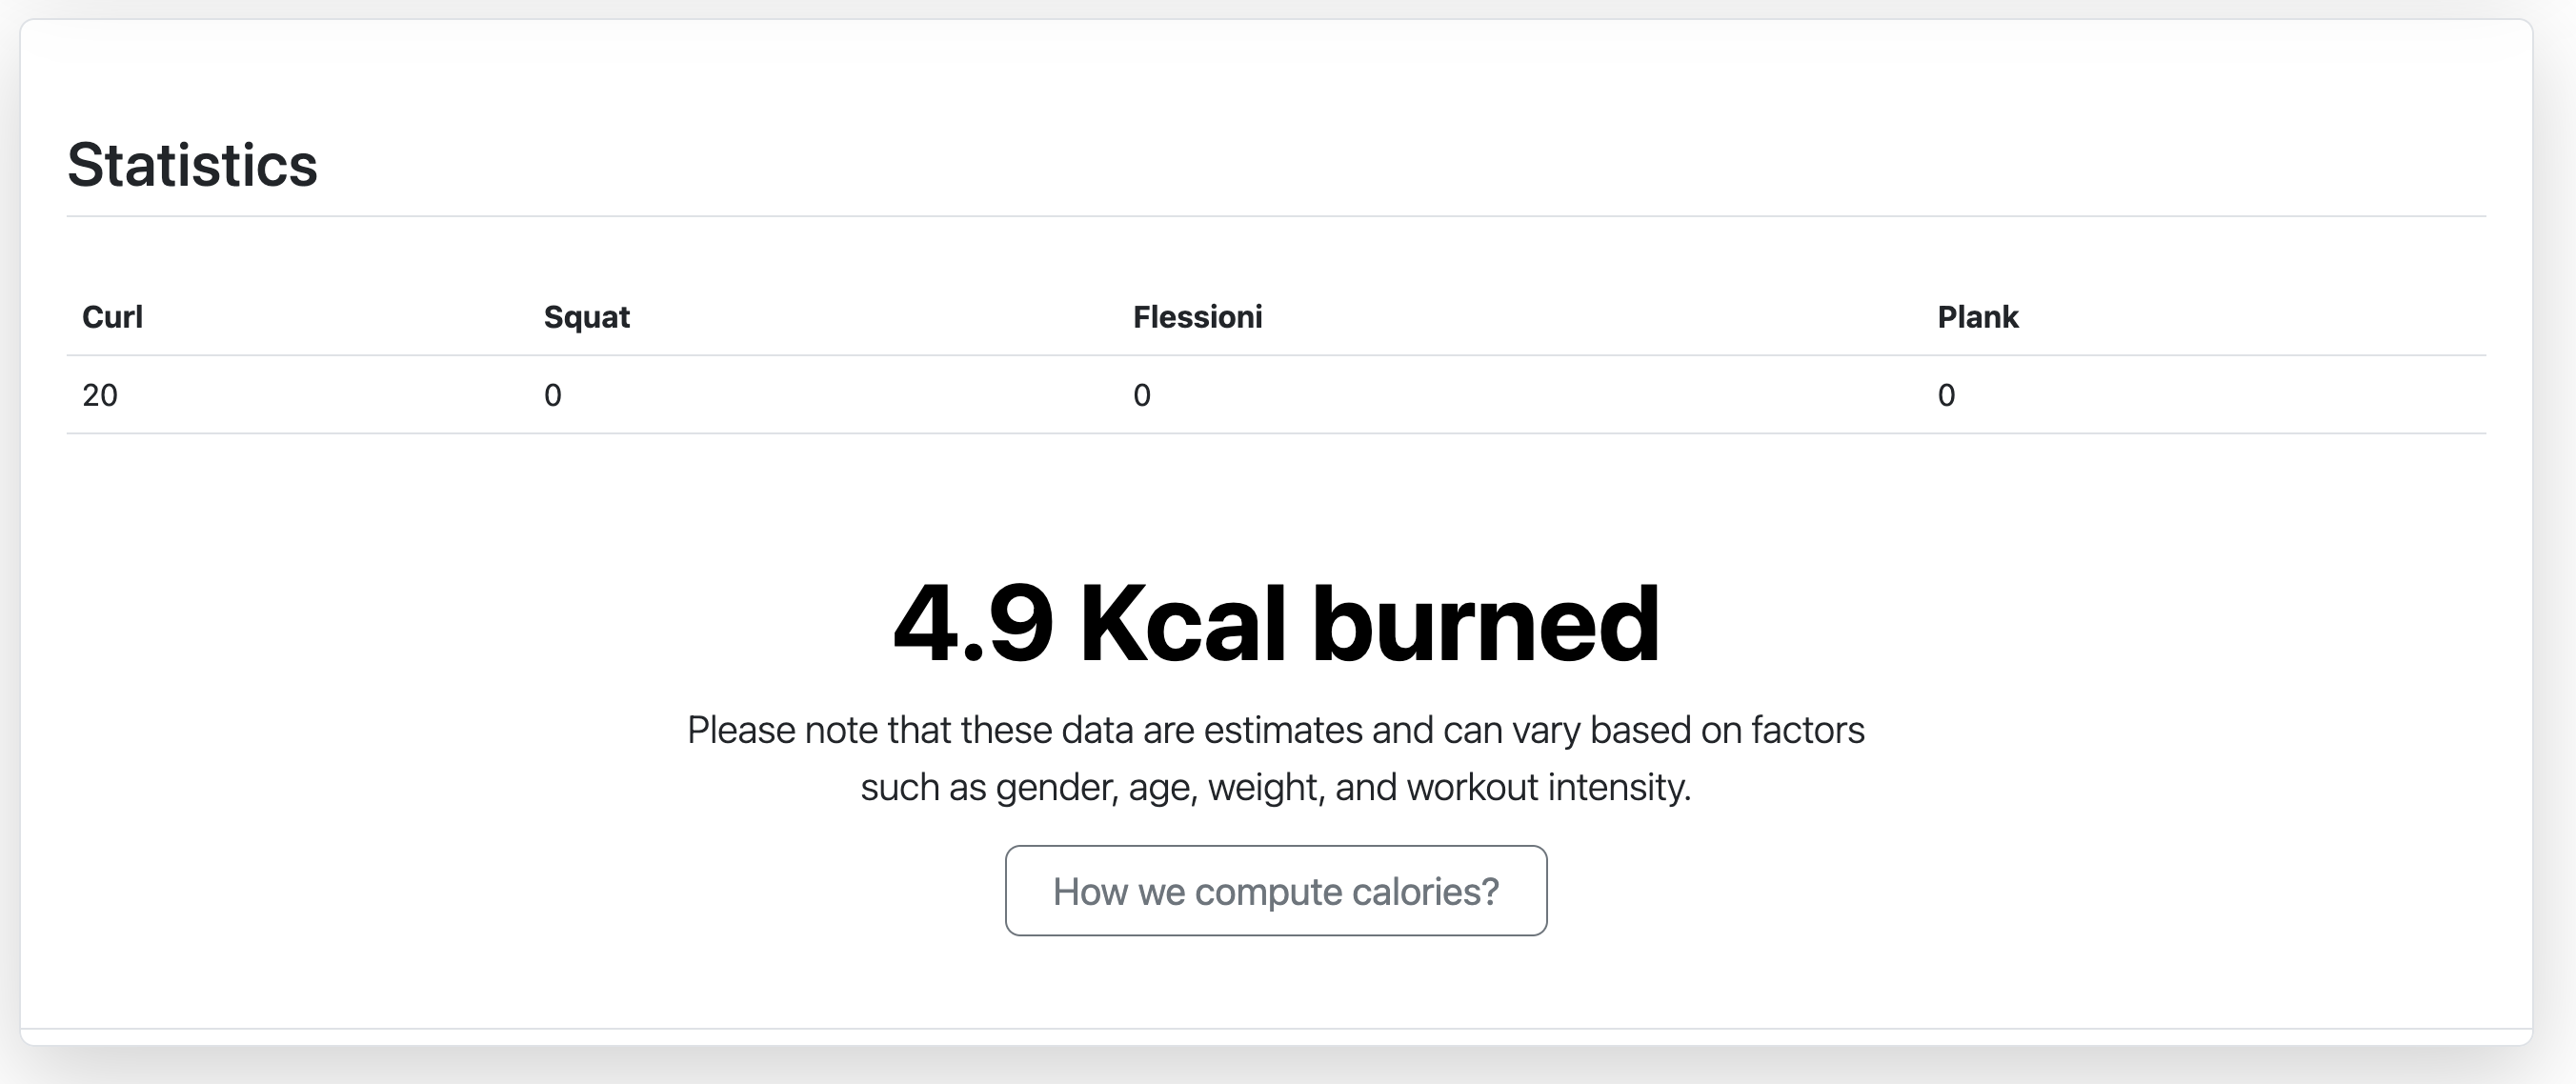 Statistics
Curl Squat Flessioni Plank
20 0 0 0
4.9 Kcal burned
Please note that these data are estimates and can vary based on factors
such as gender, age, weight, and workout intensity.
How we compute calories?